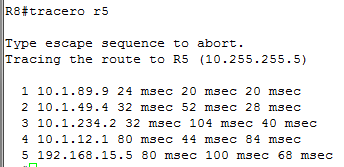 R8#tracero r5
Type escape sequence to abort.
Tracing the route to R5 (10.255.255.5)
1 10.1.89.9 24 msec 20 msec 20 msec
2 10.1.49.4 32 msec 52 msec 28 msec
3 10.1.234.2 32 msec 104 msec 40 msec
4 10.1.12.1 80 msec 44 msec 84 msec
5 192.168.15.5 80 msec 100 msec 68 msec